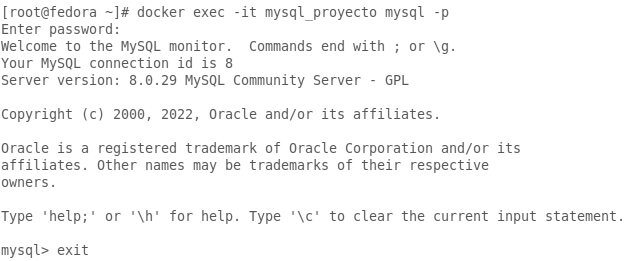 [root@fedora ~]# docker exec -it mysql_proyecto mysql -p
Enter password:
Welcome to the MySQL monitor.  Commands end with ; or \g.
Your MySQL connection id is 8
Server version: 8.0.29 MySQL Community Server - GPL
Copyright (c) 2000, 2022, Oracle and/or its affiliates.
Oracle is a registered trademark of Oracle Corporation and/or its
affiliates. Other names may be trademarks of their respective
owners.
Type 'help;' or '\h' for help. Type '\c' to clear the current input statement.
mysql> exit